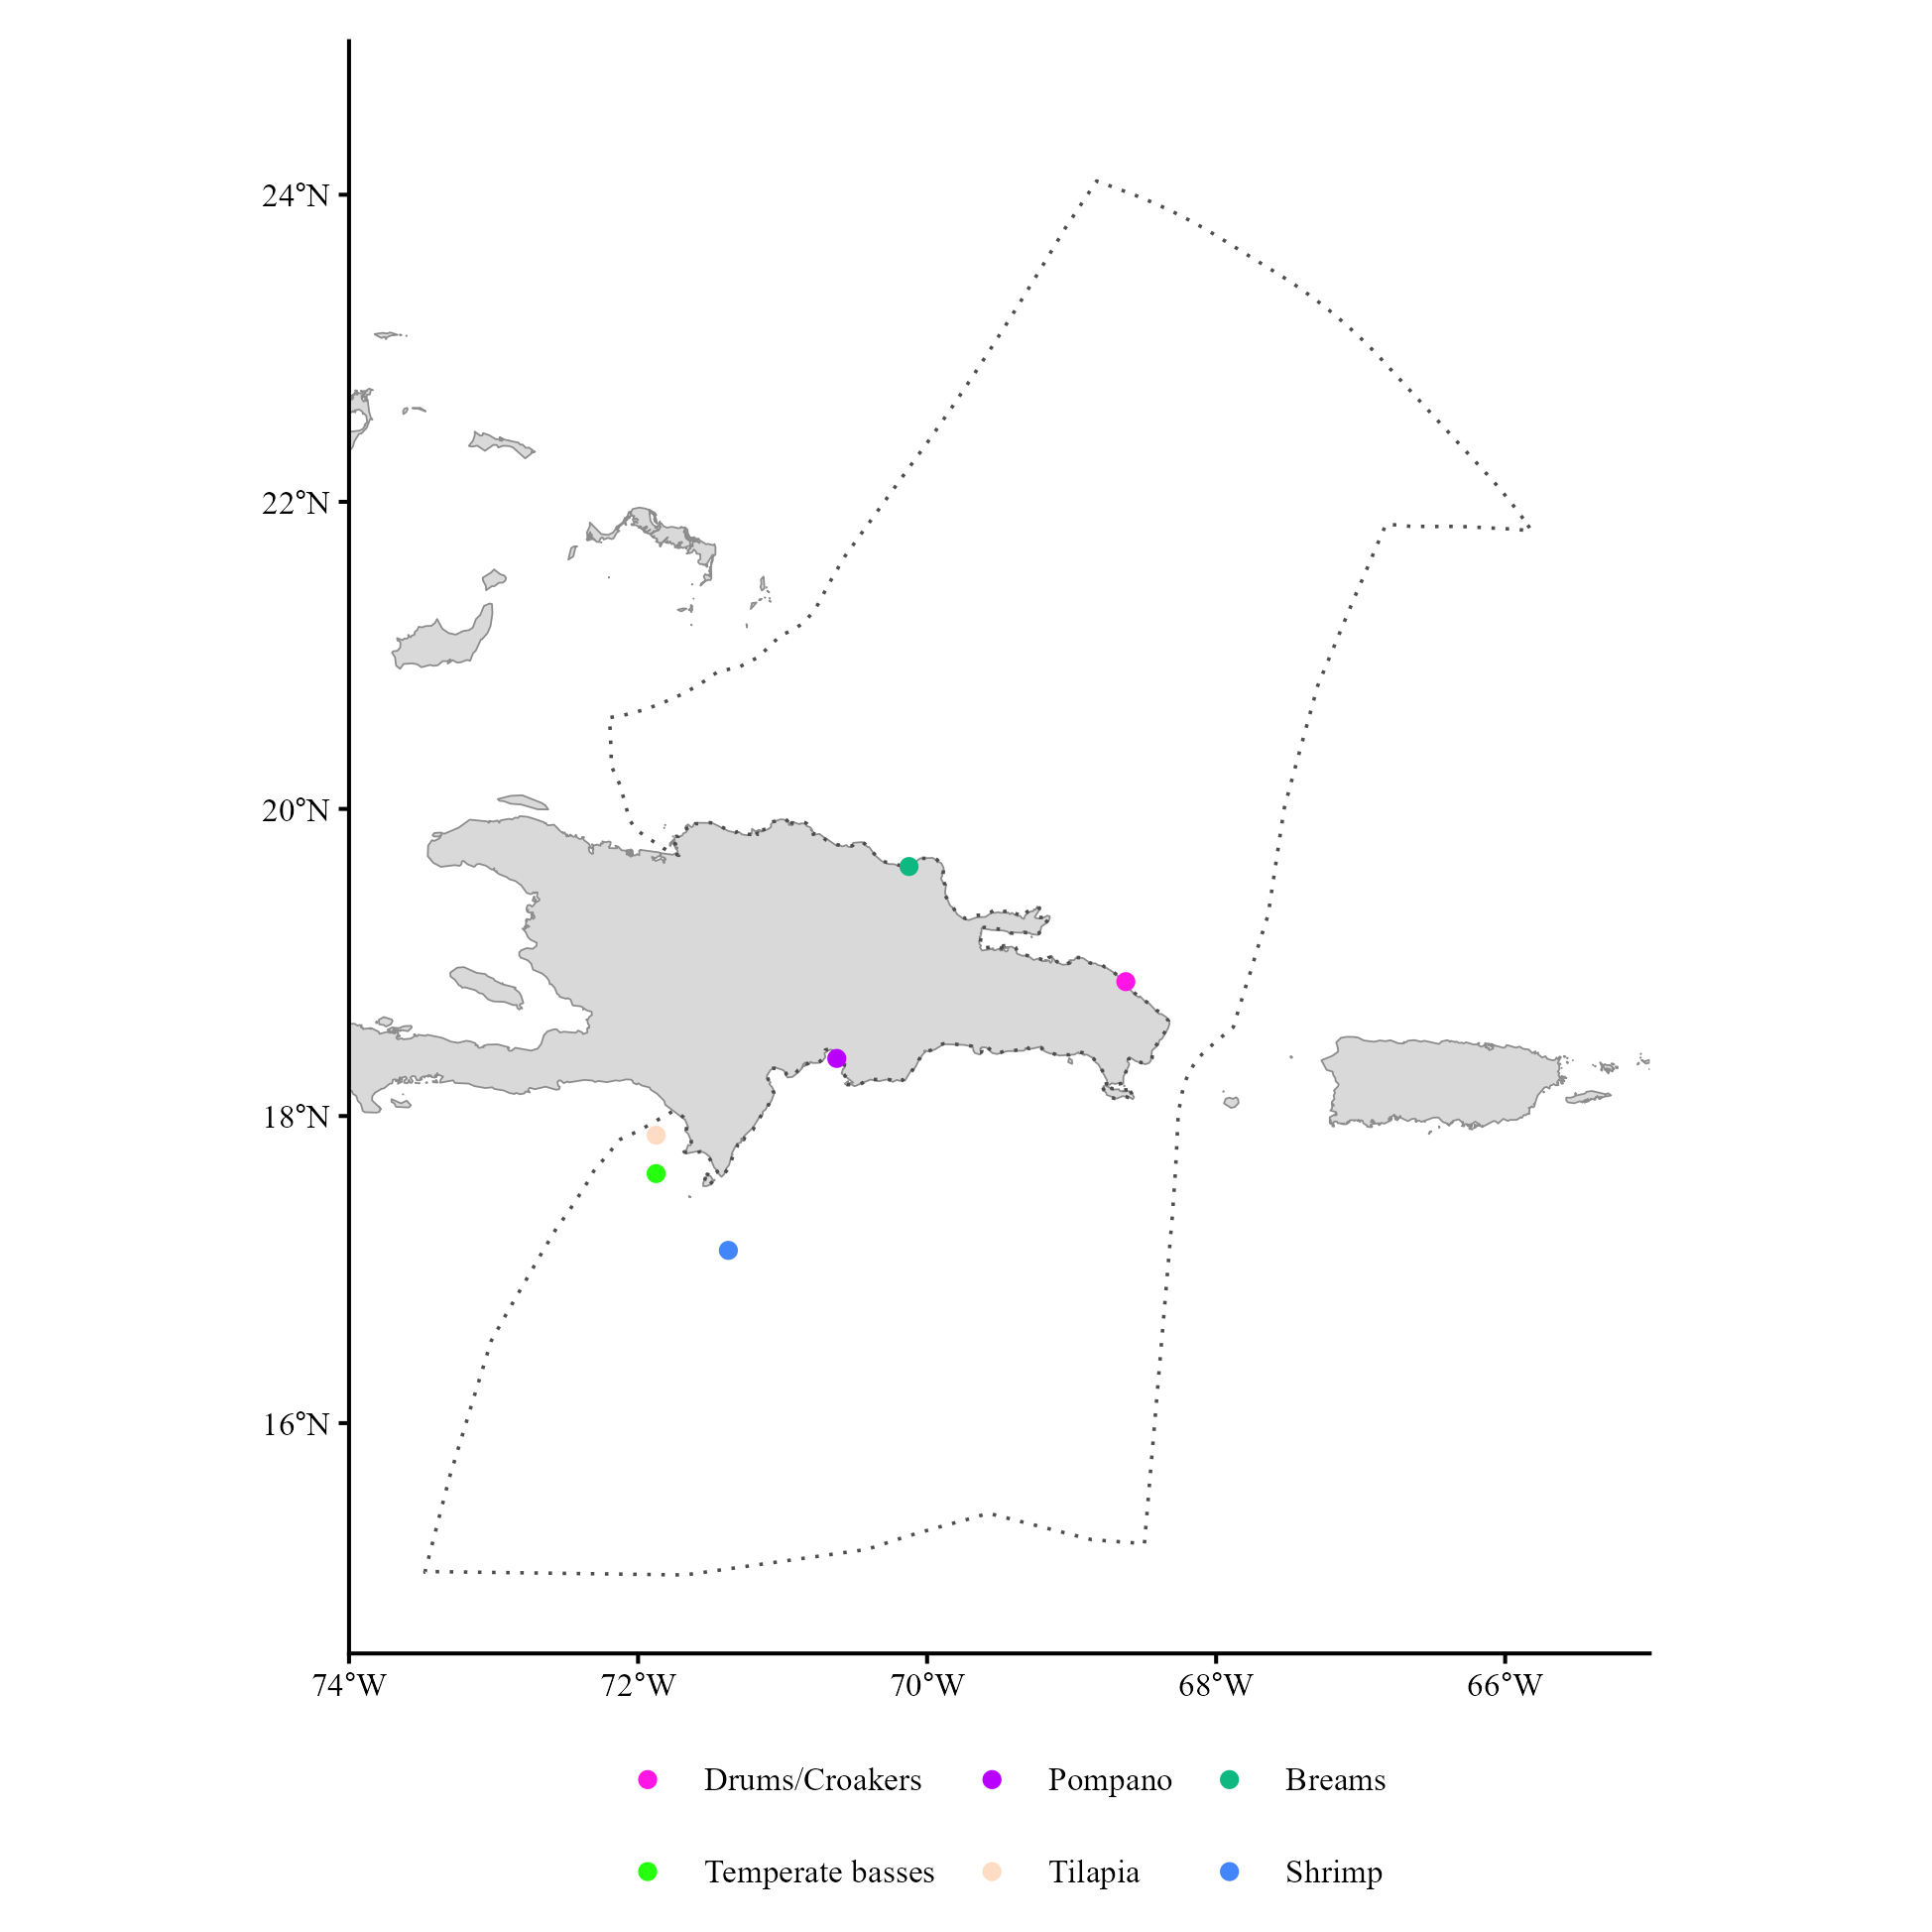 24°N
22°N
20°N
18°N
16°N
74°W 72°W 70°W 68°W 66°W
Drums/Croakers Pompano Breams
Temperate basses Tilapia Shrimp